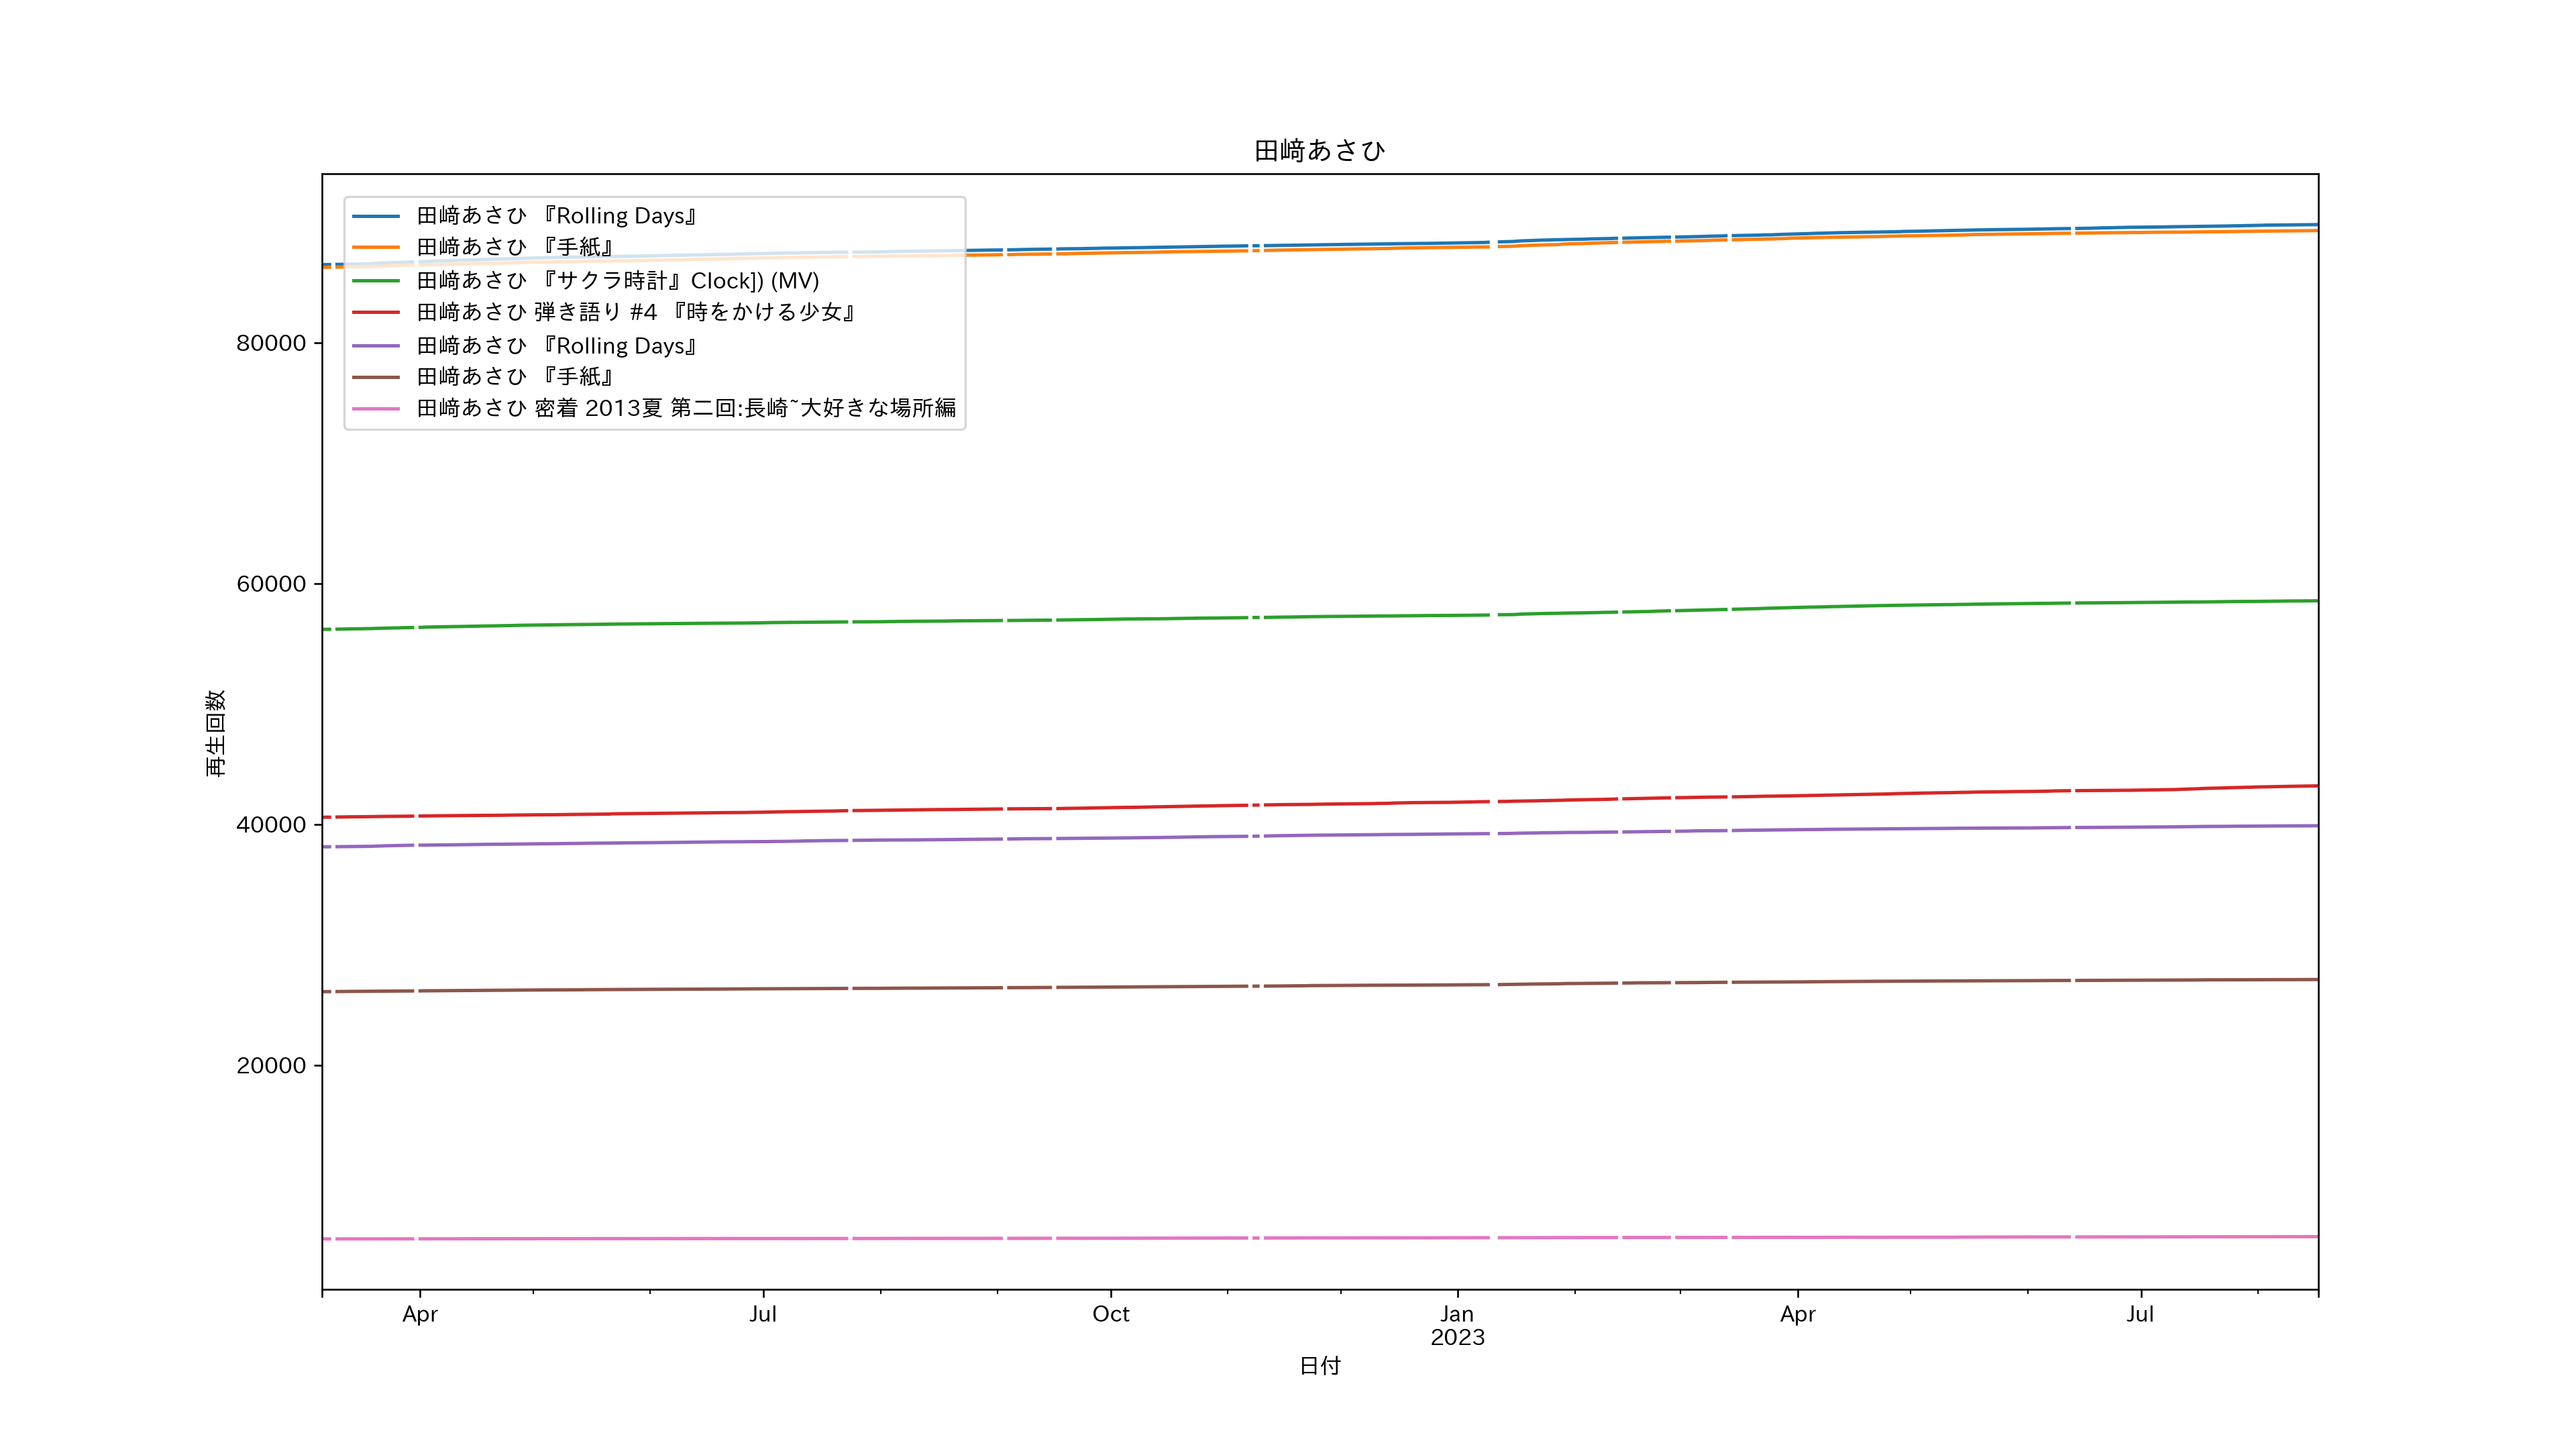 田﨑あさひ
田﨑あさひ 『Rolling Days』
田﨑あさひ 『手紙』
田﨑あさひ 『サクラ時計』Clock]) (MV)
田﨑あさひ 弾き語り #4 『時をかける少女』
田﨑あさひ 『Rolling Days』
田﨑あさひ 『手紙』
田﨑あさひ 密着 2013夏 第二回:長崎~大好きな場所編
80000
60000
40000
20000
再生回数
Apr
Jul
Oct
Jan
2023
Apr
Jul
日付